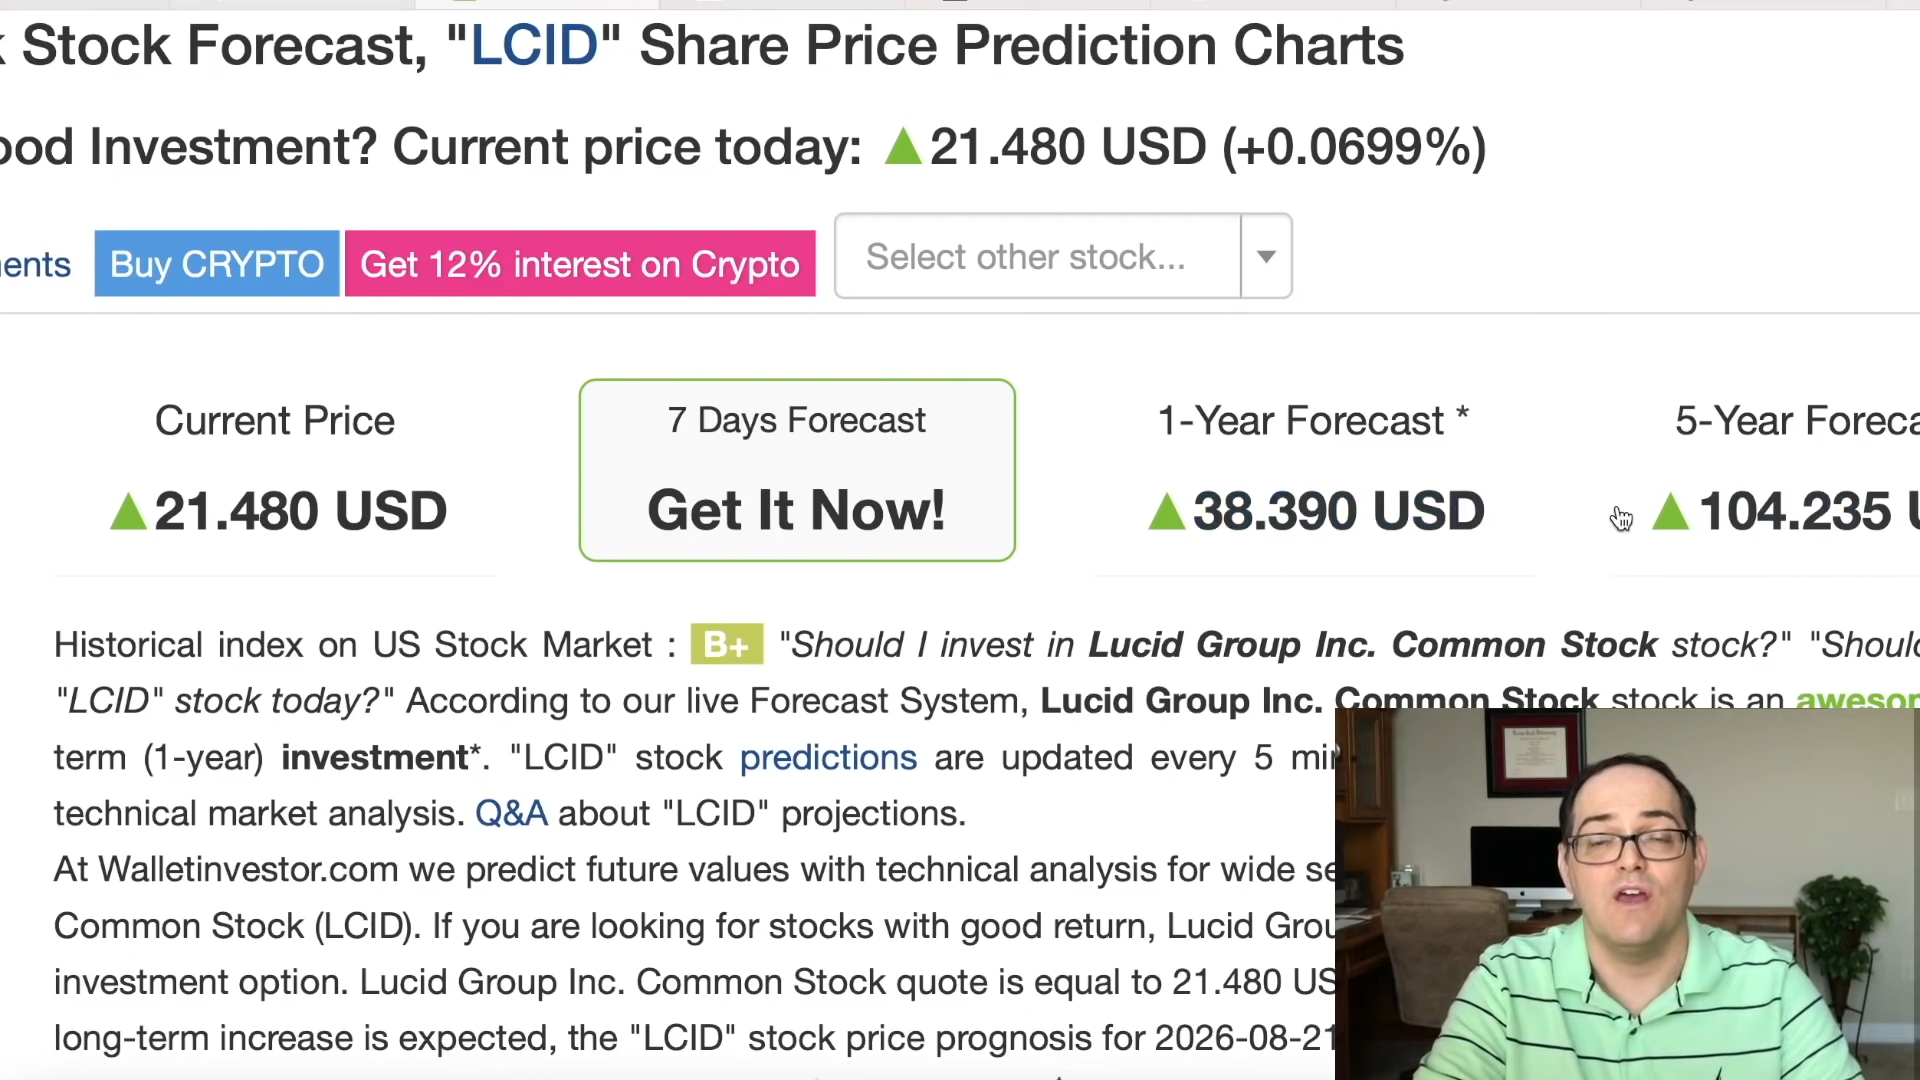 Stock Forecast, "LCID" Share Price Prediction Charts
ood Investment? Current price today: ▲21.480 USD (+0.0699%)
ents Buy CRYPTO Get 12% interest on Crypto Select other stock...
Current Price 7 Days Forecast 1-Year Forecast * 5-Year Foreca
▲21.480 USD Get It Now! ▲38.390 USD ▲104.235 U
Historical index on US Stock Market : B+ "Should I invest in Lucid Group Inc. Common Stock stock?" "Should
"LCID" stock today?" According to our live Forecast System, Lucid Group Inc. Common Stock stock is an awesom
term (1-year) investment*. "LCID" stock predictions are updated every 5 min
technical market analysis. Q&A about "LCID" projections.
At Walletinvestor.com we predict future values with technical analysis for wide se
Common Stock (LCID). If you are looking for stocks with good return, Lucid Grou
investment option. Lucid Group Inc. Common Stock quote is equal to 21.480 US
long-term increase is expected, the "LCID" stock price prognosis for 2026-08-21